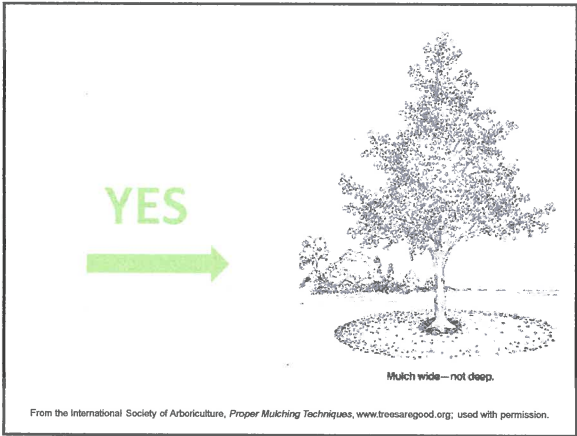 YES
Mulch wide—not deep.
From the International Society of Arboriculture, Proper Mulching Techniques, www.treesaregood.org; used with permission.